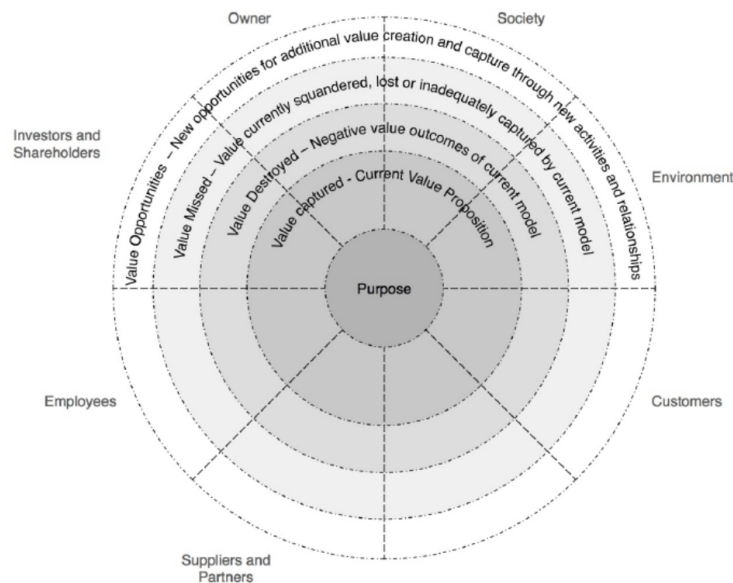 Owner
Society
Value Opportunities – New opportunities for additional value creation and capture through new activities and relationships
Value Missed – Value currently squandered, lost or inadequately captured by current model
Value Destroyed – Negative value outcomes of current model
Value captured - Current Value Proposition
Investors and
Shareholders
Environment
Purpose
Employees
Customers
Suppliers and
Partners